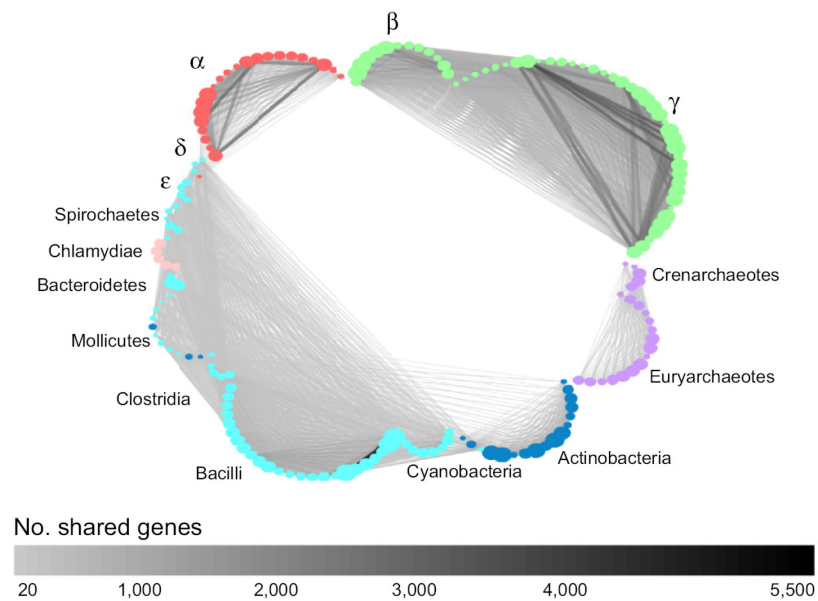 β
α
γ
δ
ε
Spirochaetes
Chlamydiae
Crenarchaeotes
Bacteroidetes
Mollicutes
Euryarchaeotes
Clostridia
Actinobacteria
Bacilli
Cyanobacteria
No. shared genes
20 1,000 2,000 3,000 4,000 5,500